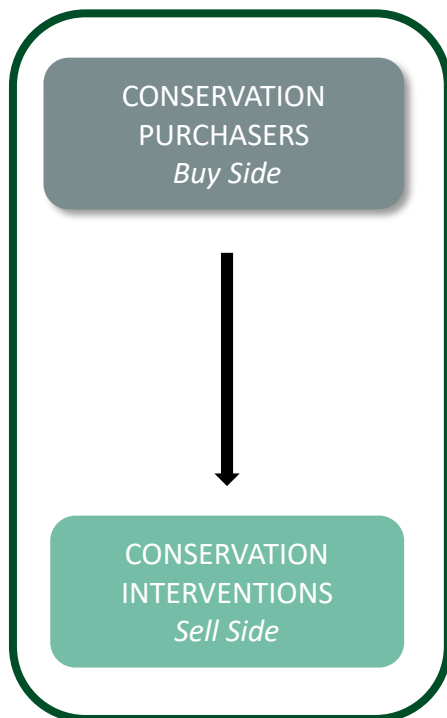 CONSERVATION
PURCHASERS
Buy Side
CONSERVATION
INTERVENTIONS
Sell Side